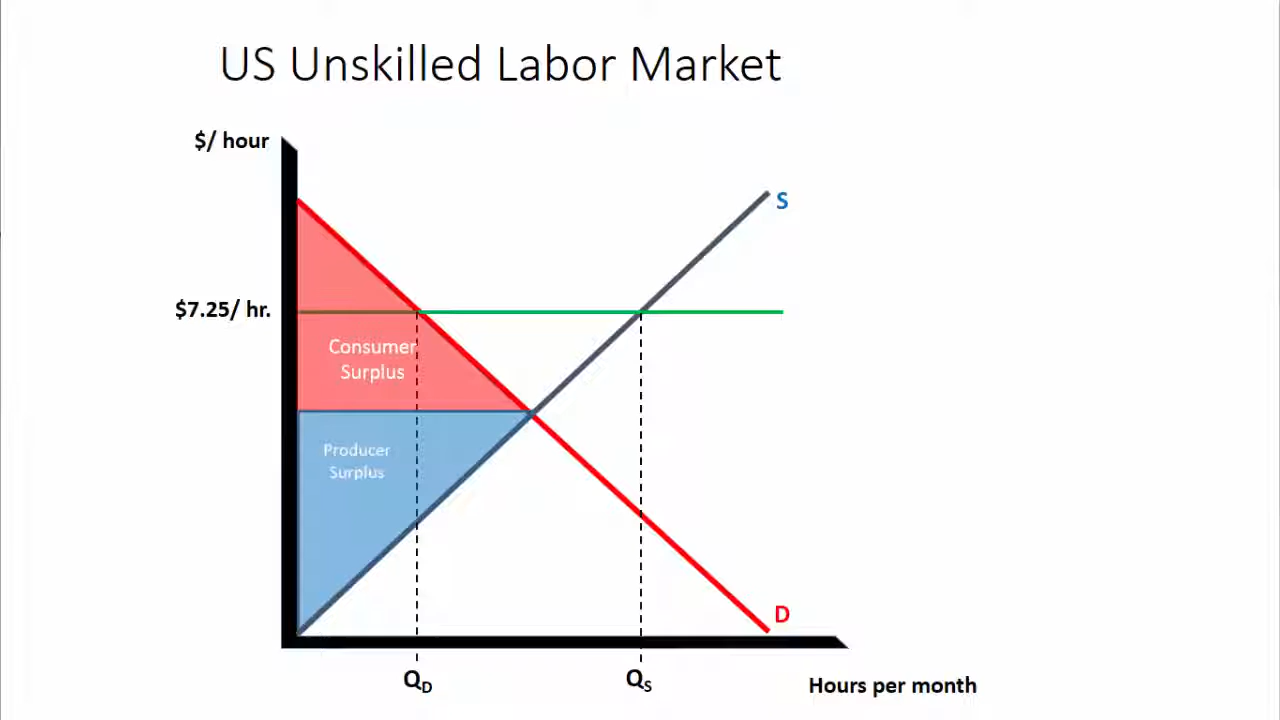 US Unskilled Labor Market
$/ hour
S
$7.25/ hr.
Consumer
Surplus
Producer
Surplus
D
QD
QS
Hours per month